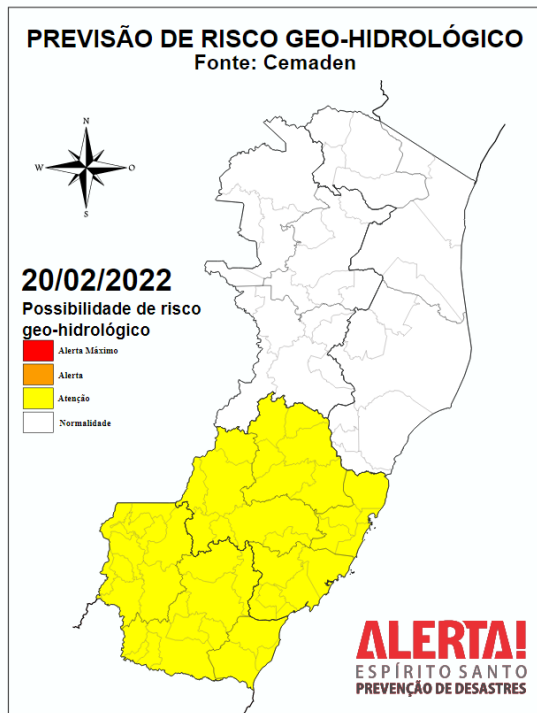 PREVISÃO DE RISCO GEO-HIDROLÓGICO
Fonte: Cemaden
N
W
O
S
20/02/2022
Possibilidade de risco
geo-hidrológico
Alerta Máximo
Alerta
Atenção
Normalidade
ALERTA!
ESPÍRITO SANTO
PREVENÇÃO DE DESASTRES